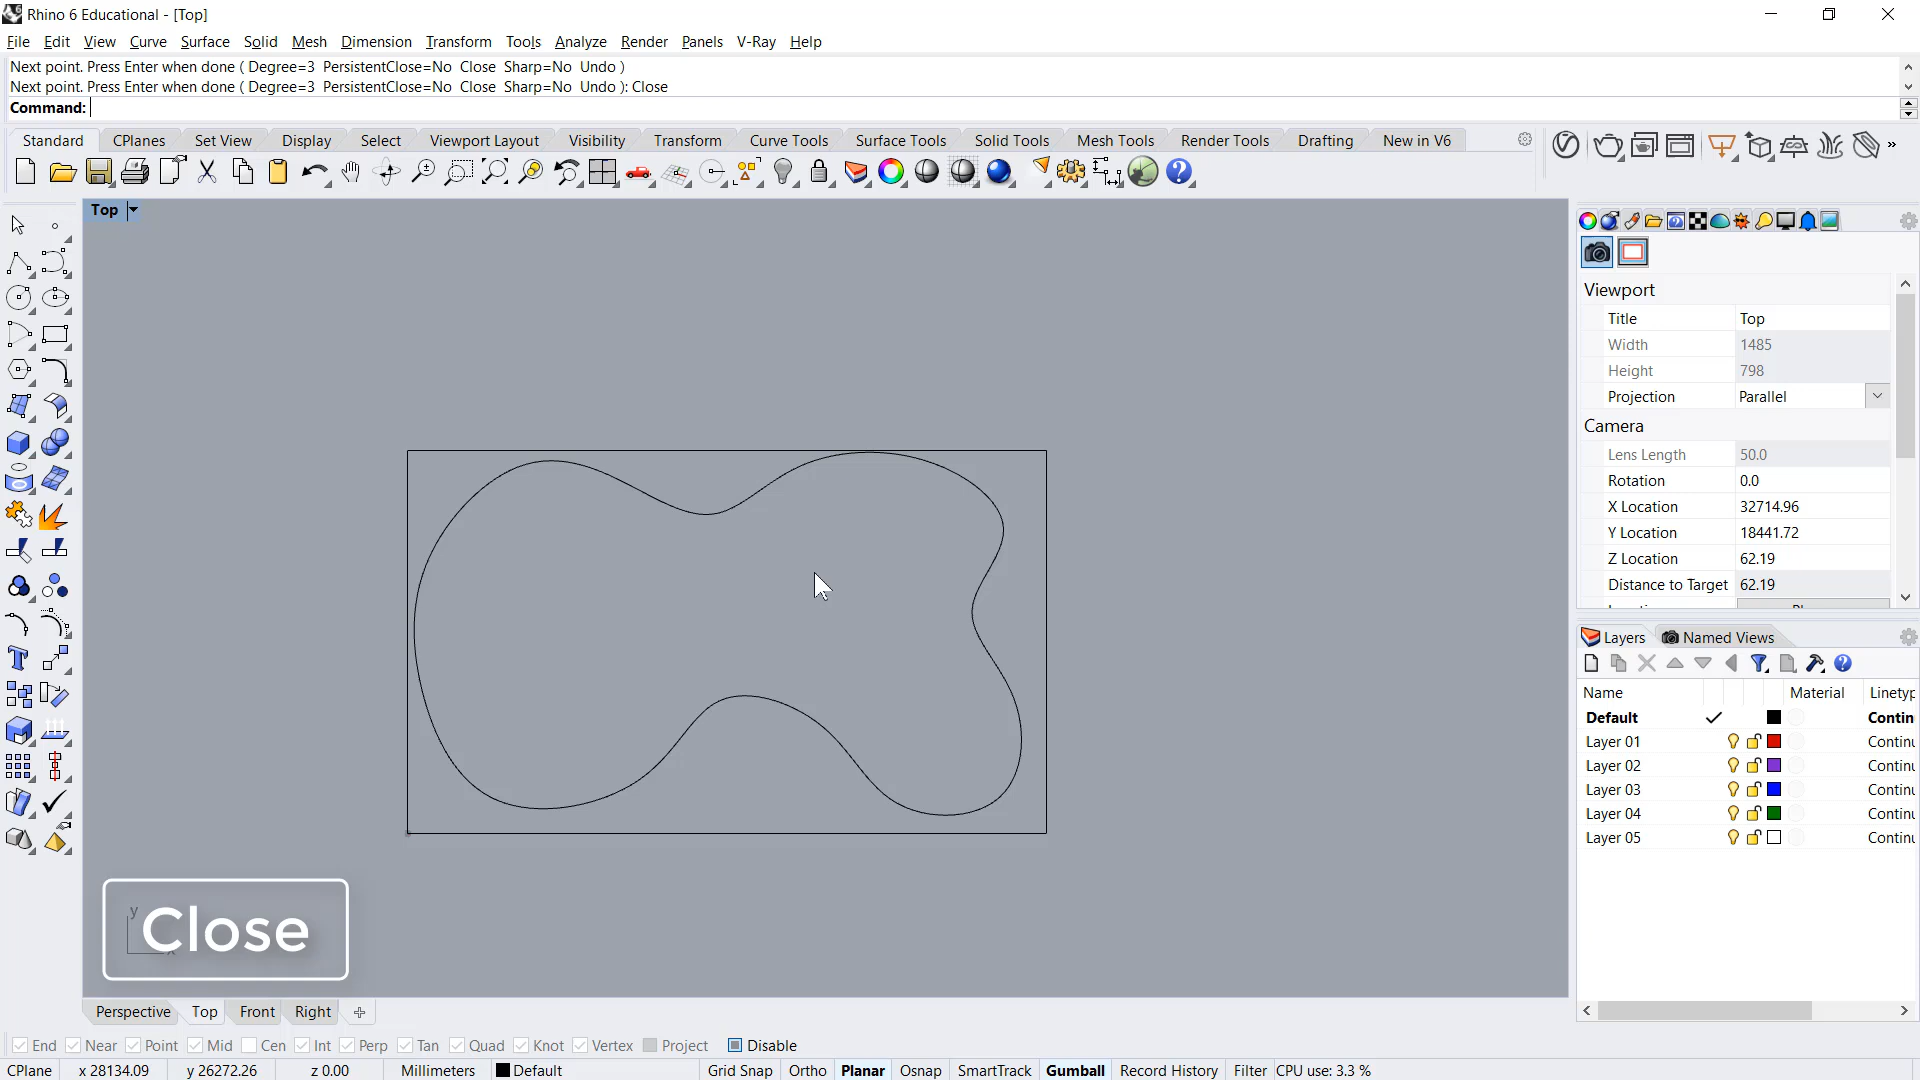 Rhino 6 Educational - [Top]
File Edit View Curve Surface Solid Mesh Dimension Transform Tools Analyze Render Panels V-Ray Help
Next point. Press Enter when done ( Degree=3 PersistentClose=No Close Sharp=No Undo )
Next point. Press Enter when done ( Degree=3 PersistentClose=No Close Sharp=No Undo ): Close
Command:
Standard CPlanes Set View Display Select Viewport Layout Visibility Transform Curve Tools Surface Tools Solid Tools Mesh Tools Render Tools Drafting New in V6
Top
Viewport
Title Top
Width 1485
Height 798
Projection Parallel
Camera
Lens Length 50.0
Rotation 0.0
X Location 32714.96
Y Location 18441.72
Z Location 62.19
Distance to Target 62.19
Layers Named Views
Name Material Linetyp
Default Contin
Layer 01 Continu
Layer 02 Continu
Layer 03 Continu
Layer 04 Continu
Layer 05 Continu
y
x
Close
Perspective Top Front Right
End Near Point Mid Cen Int Perp Tan Quad Knot Vertex Project Disable
CPlane x 28134.09 y 26272.26 z 0.00 Millimeters Default Grid Snap Ortho Planar Osnap SmartTrack Gumball Record History Filter CPU use: 3.3 %